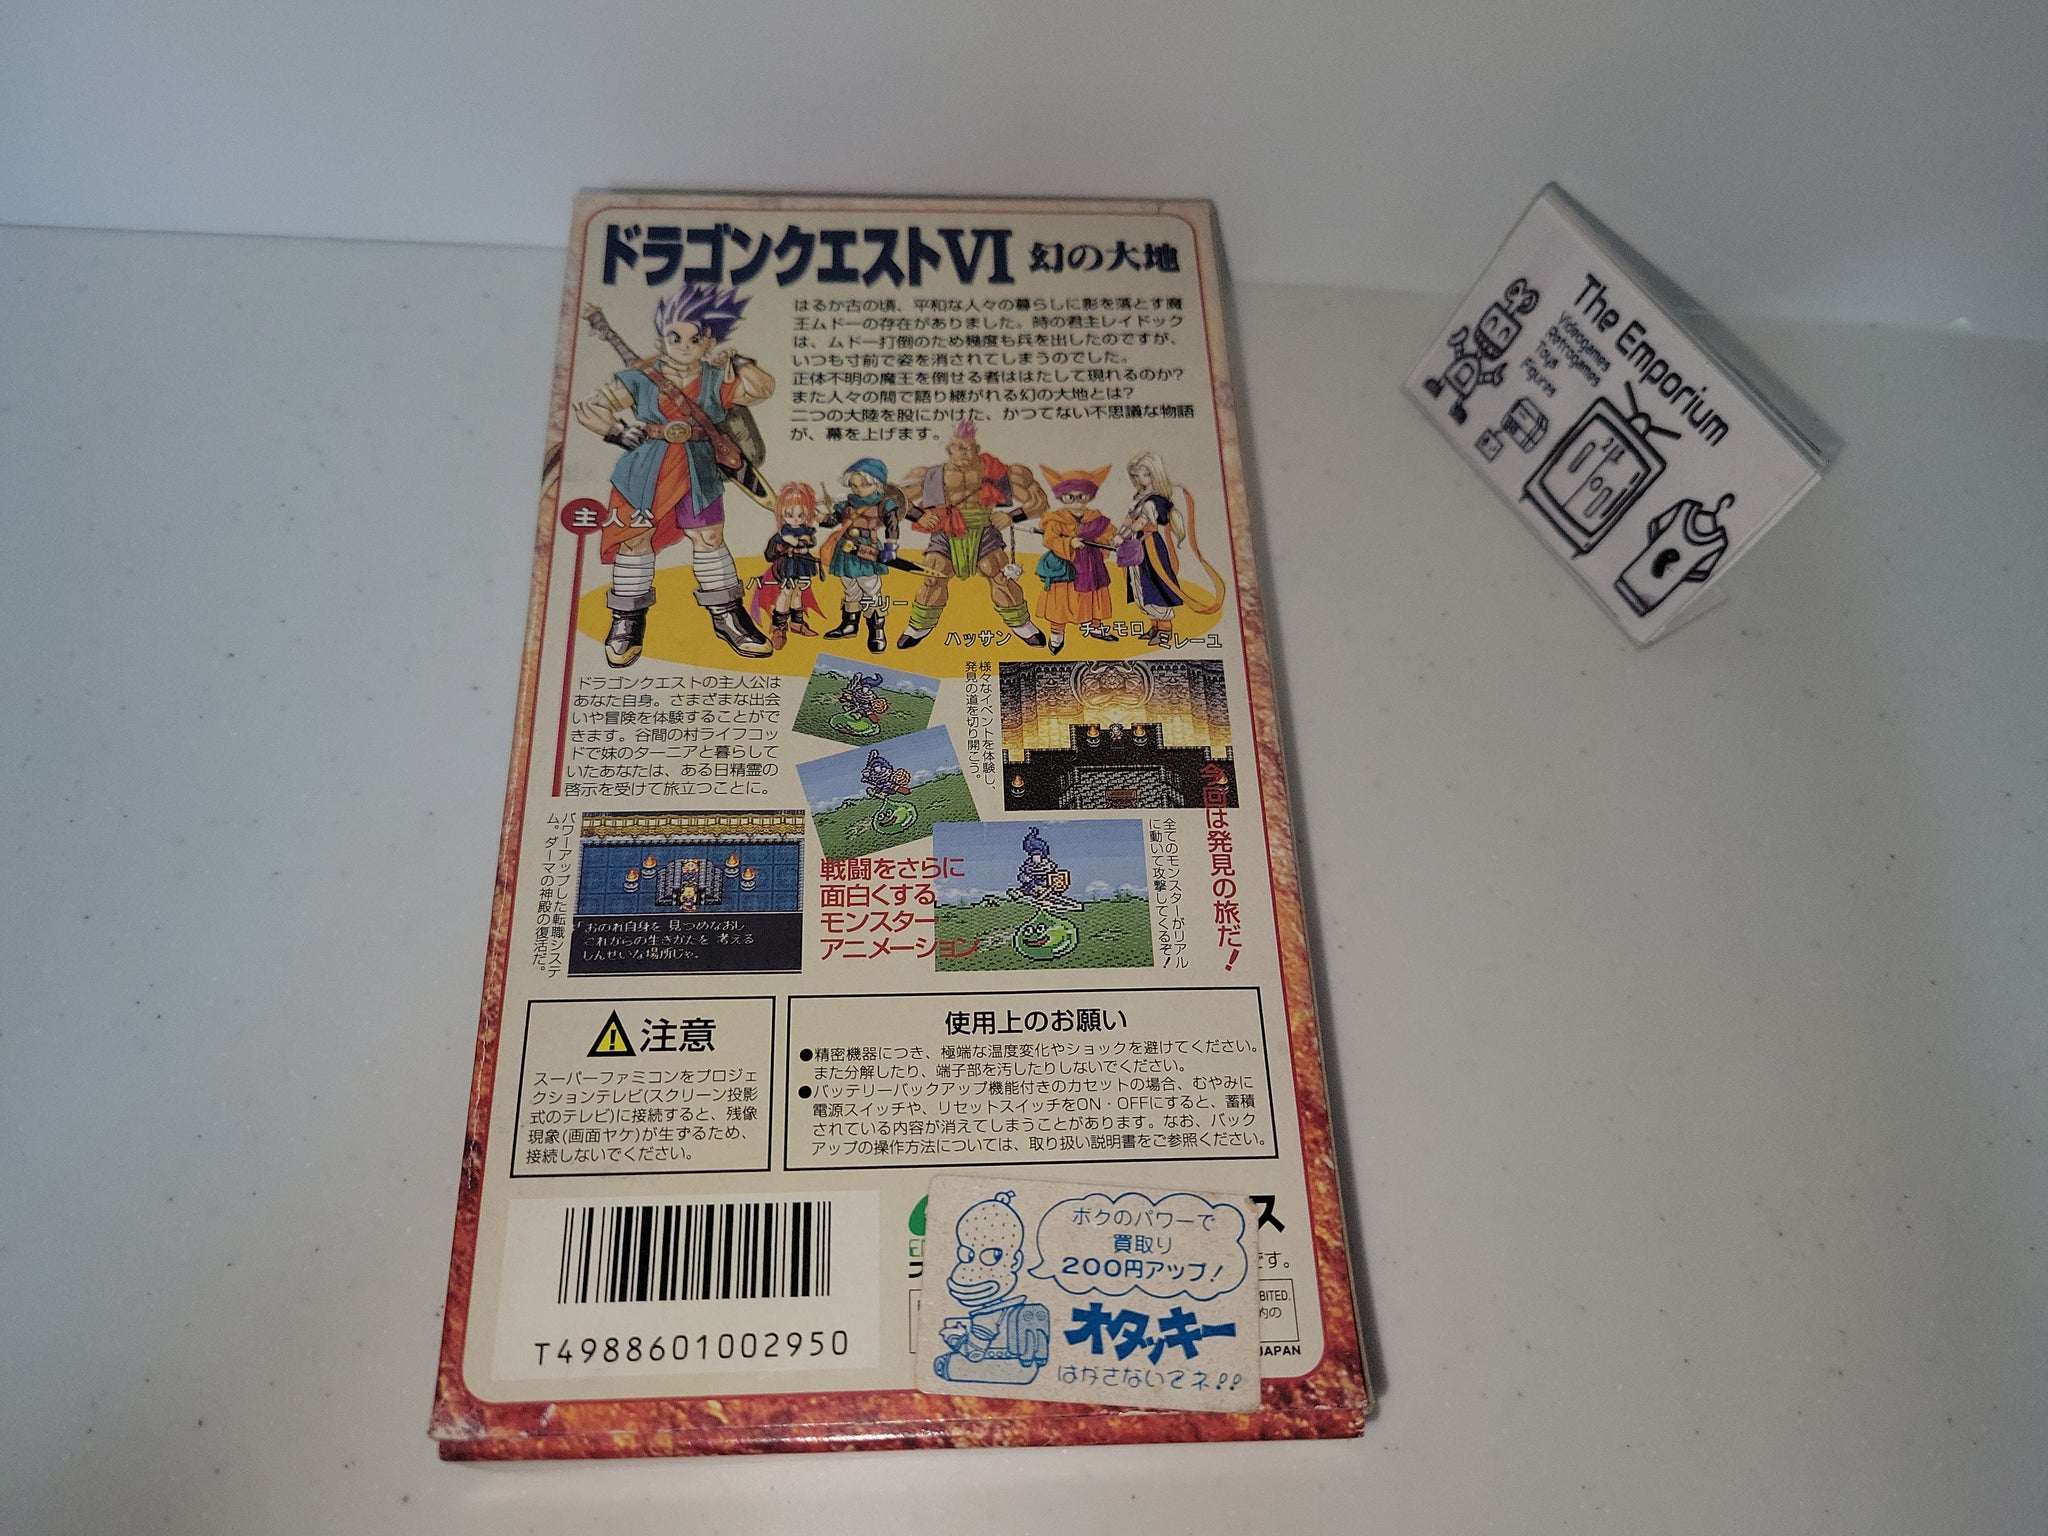 ドラゴンクエストVI 幻の大地
はるか古の頃、平和な人々の暮らしに影を落とす魔
王ムドーの存在がありました。時の君主レイドック
は、ムドー打倒のため幾度も兵を出したのですが、
いつも寸前で姿を消されてしまうのでした。
正体不明の魔王を倒せる者ははたして現れるのか?
また人々の間で語り継がれる幻の大地とは?
二つの大陸を股にかけた、かつてない不思議な物語
が、幕を上げます。
主人公
バーバラ
テリー
ハッサン
チャモロ
ミレーユ
ドラゴンクエストの主人公は
あなた自身。さまざまな出会
いや冒険を体験することがで
きます。谷間の村ライフコッ
ドで妹のターニアと暮らして
いたあなたは、ある日精霊の
啓示を受けて旅立つことに。
様々なイベントを体験し、
発見の道を切り開こう。
今回は発見の旅だ!
パワーアップした転職システ
ム。ダーマの神殿の復活だ。
「おのれ自身を 見つめなおし
これからの生きかたを 考える
しんせいな場所じゃ。
戦闘をさらに
面白くする
モンスター
アニメーション
全てのモンスターがリアル
に動いて攻撃してくるぞ!
注意
スーパーファミコンをプロジェ
クションテレビ(スクリーン投影
式のテレビ)に接続すると、残像
現象(画面ヤケ)が生ずるため、
接続しないでください。
使用上のお願い
●精密機器につき、極端な温度変化やショックを避けてください。
また分解したり、端子部を汚したりしないでください。
●バッテリーバックアップ機能付きのカセットの場合、むやみに
電源スイッチや、リセットスイッチをON・OFFにすると、蓄積
されている内容が消えてしまうことがあります。なお、バック
アップの操作方法については、取り扱い説明書をご参照ください。
T4988601002950
ス
です。
BITED.
的の
JAPAN
ボクのパワーで
買取り
200円アップ!
オタッキー
はがさないでネ!!
The Emporium
Videogames
Retrogames
Toys
Figures